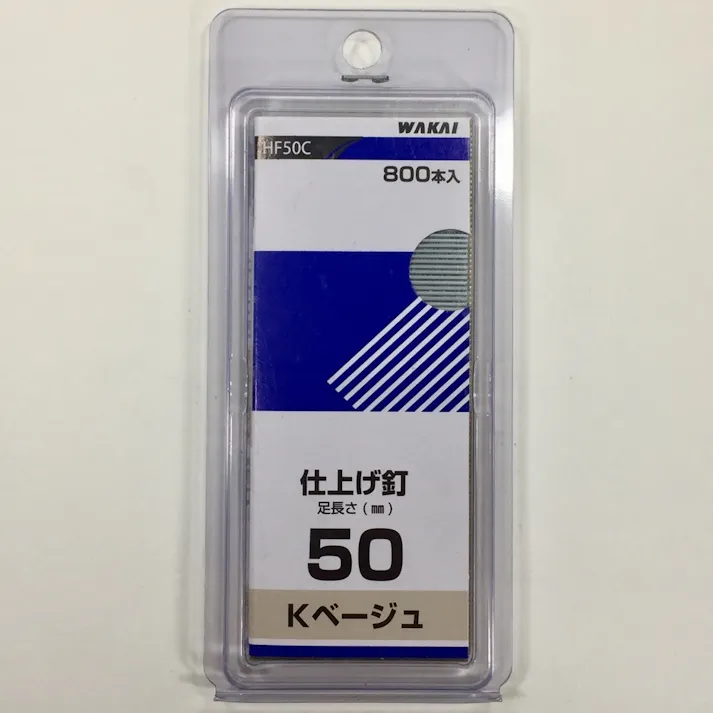 WAKAI
HF50C
800本入
仕上げ釘
足長さ(㎜)
50
Kベージュ